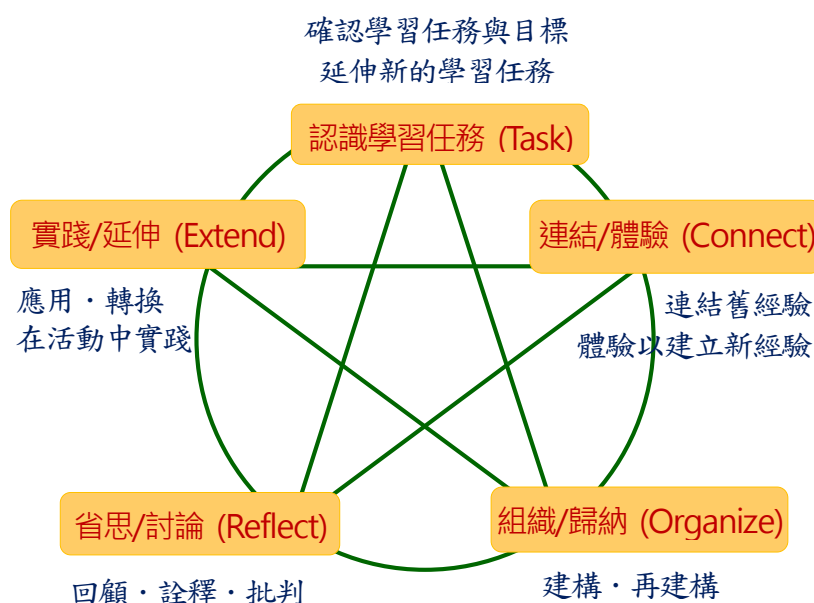 確認學習任務與目標
延伸新的學習任務
認識學習任務 (Task)
實踐/延伸 (Extend)
連結/體驗 (Connect)
應用・轉換
在活動中實踐
連結舊經驗
體驗以建立新經驗
省思/討論 (Reflect)
組織/歸納 (Organize)
回顧・詮釋・批判
建構・再建構